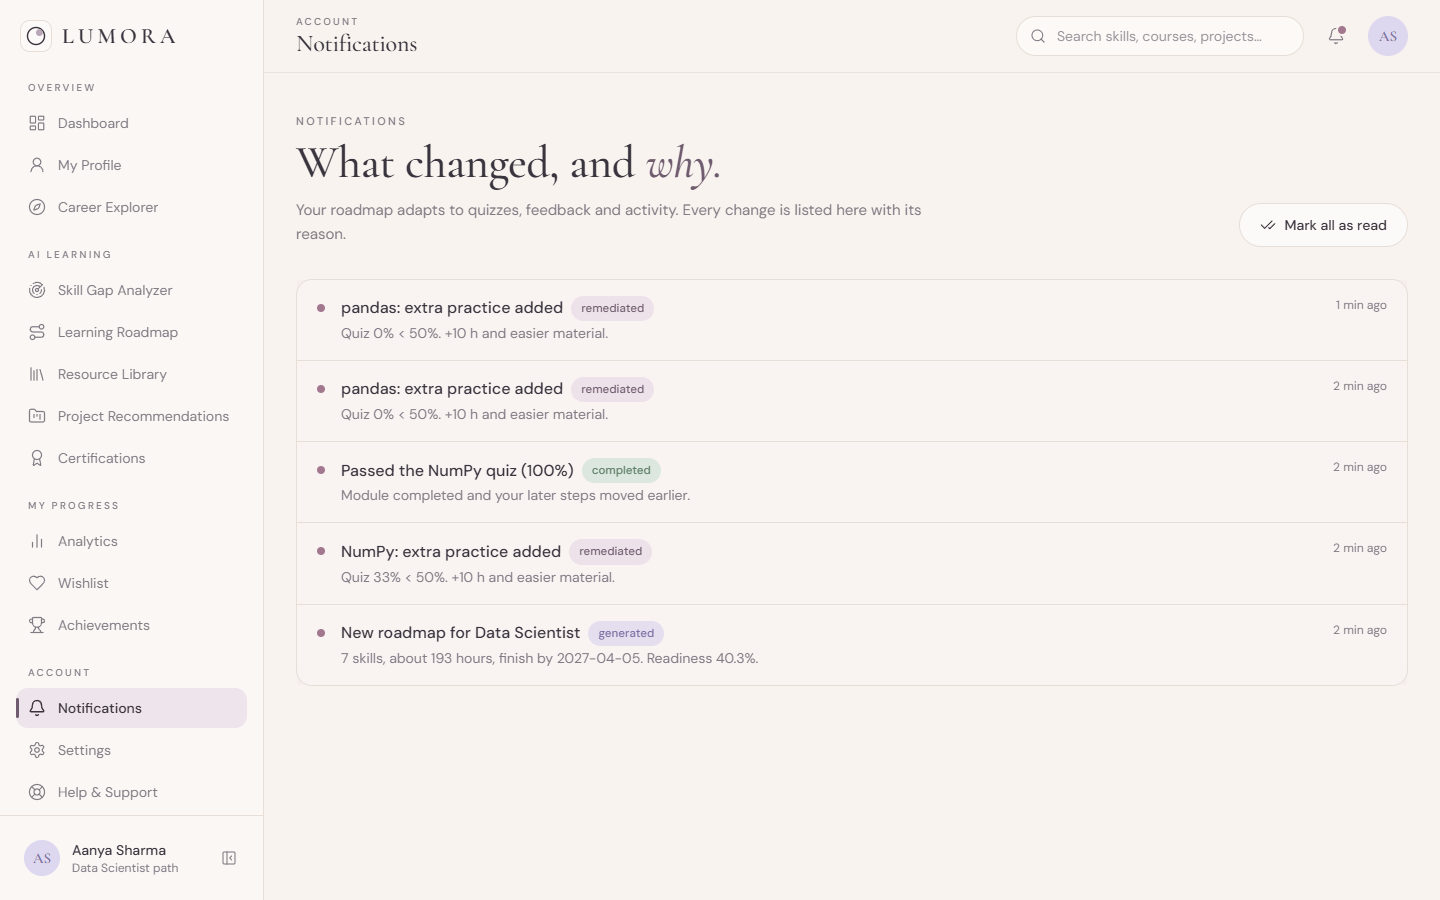 LUMORA
OVERVIEW
Dashboard
My Profile
Career Explorer
AI LEARNING
Skill Gap Analyzer
Learning Roadmap
Resource Library
Project Recommendations
Certifications
MY PROGRESS
Analytics
Wishlist
Achievements
ACCOUNT
Notifications
Settings
Help & Support
AS
Aanya Sharma
Data Scientist path
ACCOUNT
Notifications
Search skills, courses, projects...
AS
NOTIFICATIONS
What changed, and why.
Your roadmap adapts to quizzes, feedback and activity. Every change is listed here with its
reason.
Mark all as read
pandas: extra practice added remediated 1 min ago
Quiz 0% < 50%. +10 h and easier material.
pandas: extra practice added remediated 2 min ago
Quiz 0% < 50%. +10 h and easier material.
Passed the NumPy quiz (100%) completed 2 min ago
Module completed and your later steps moved earlier.
NumPy: extra practice added remediated 2 min ago
Quiz 33% < 50%. +10 h and easier material.
New roadmap for Data Scientist generated 2 min ago
7 skills, about 193 hours, finish by 2027-04-05. Readiness 40.3%.